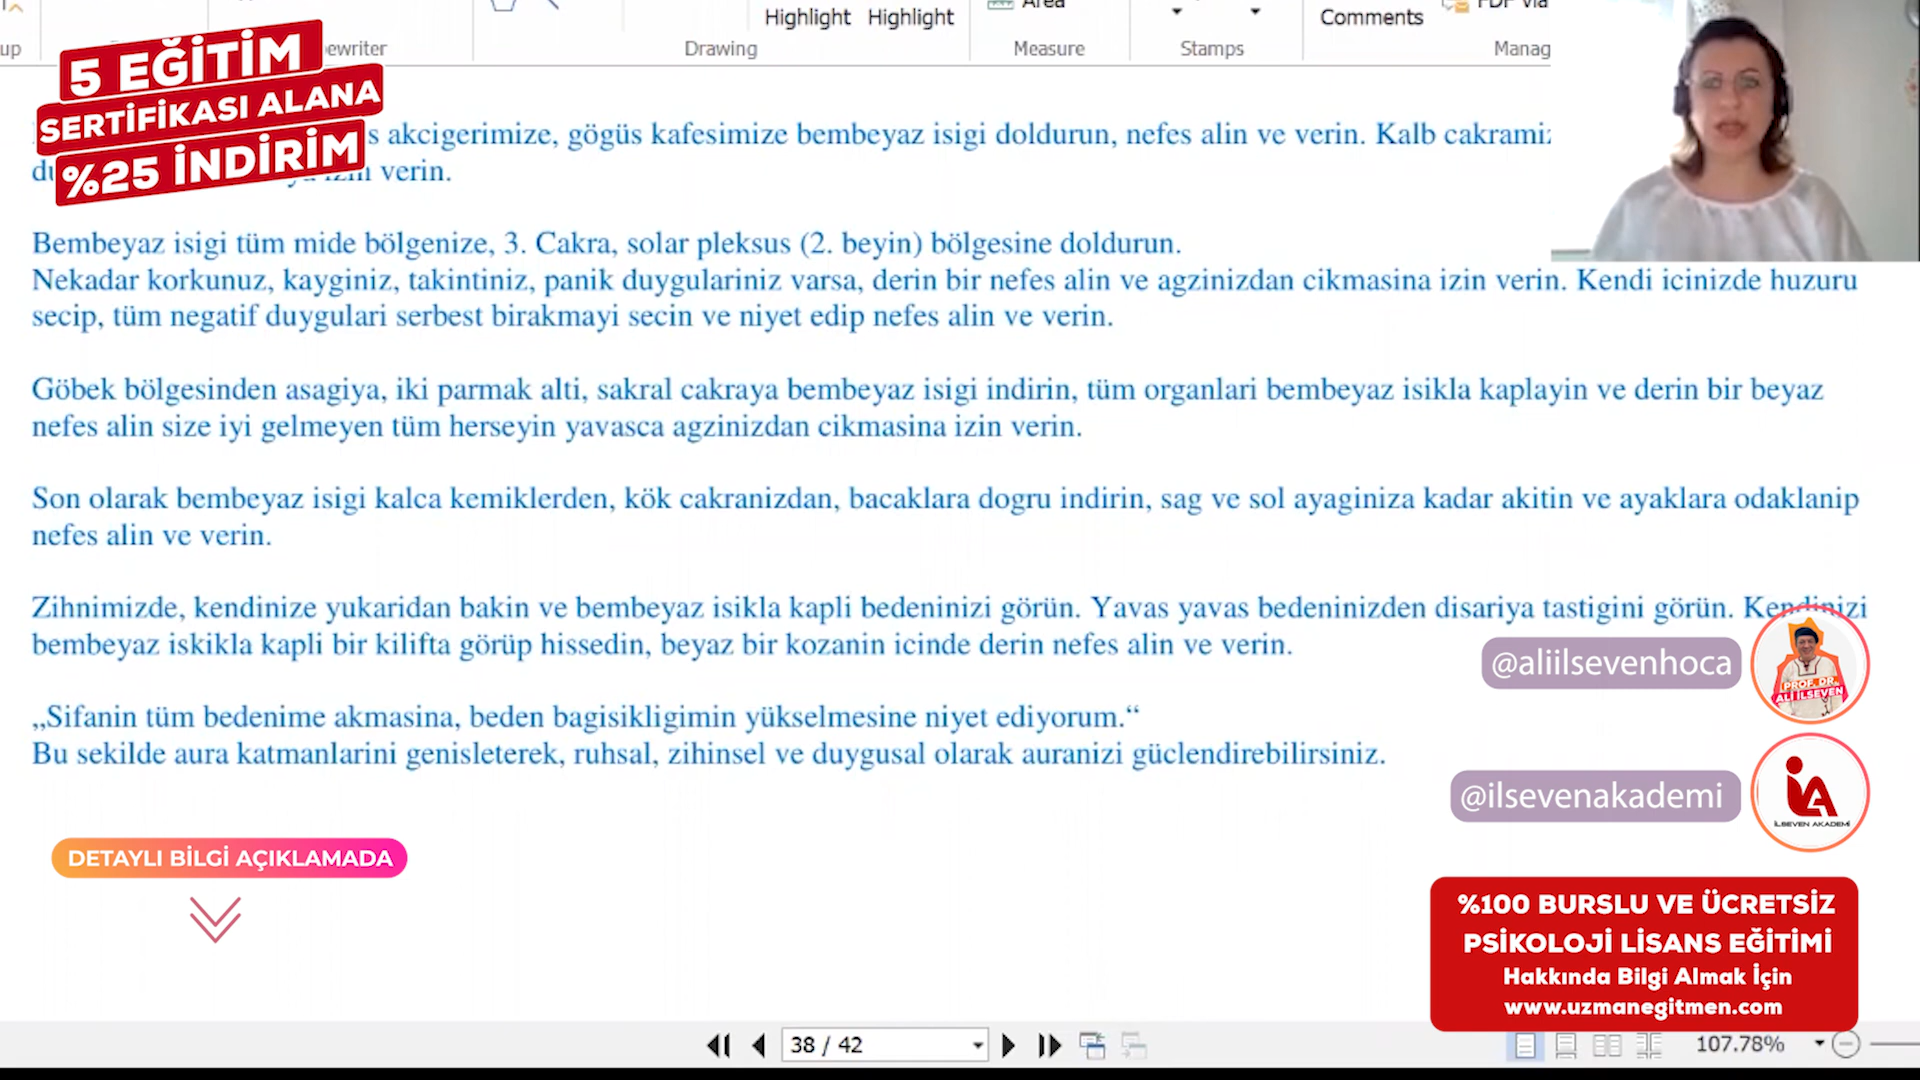 Highlight Highlight Area Comments PDF via
up ewriter Drawing Measure Stamps Manag
5 EĞİTİM
SERTİFİKASI ALANA
%25 İNDİRİM
s akcigerimize, gögüs kafesimize bembeyaz isigi doldurun, nefes alin ve verin. Kalb cakramiz
izin verin.
Bembeyaz isigi tüm mide bölgenize, 3. Cakra, solar pleksus (2. beyin) bölgesine doldurun.
Nekadar korkunuz, kayginiz, takintiniz, panik duygulariniz varsa, derin bir nefes alin ve agzinizdan cikmasina izin verin. Kendi icinizde huzuru
secip, tüm negatif duygulari serbest birakmayi secin ve niyet edip nefes alin ve verin.
Göbek bölgesinden asagiya, iki parmak alti, sakral cakraya bembeyaz isigi indirin, tüm organlari bembeyaz isikla kaplayin ve derin bir beyaz
nefes alin size iyi gelmeyen tüm herseyin yavasca agzinizdan cikmasina izin verin.
Son olarak bembeyaz isigi kalca kemiklerden, kök cakranizdan, bacaklara dogru indirin, sag ve sol ayaginiza kadar akitin ve ayaklara odaklanip
nefes alin ve verin.
Zihnimizde, kendinize yukaridan bakin ve bembeyaz isikla kapli bedeninizi görün. Yavas yavas bedeninizden disariya tastigini görün. Kendinizi
bembeyaz iskikla kapli bir kilifta görüp hissedin, beyaz bir kozanin icinde derin nefes alin ve verin.
@aliilsevenhoca
PROF. DR.
ALİ İLSEVEN
„Sifanin tüm bedenime akmasina, beden bagisikligimin yükselmesine niyet ediyorum.“
Bu sekilde aura katmanlarini genisleterek, ruhsal, zihinsel ve duygusal olarak auranizi güclendirebilirsiniz.
@ilsevenakademi
İLSEVEN AKADEMİ
DETAYLI BİLGİ AÇIKLAMADA
%100 BURSLU VE ÜCRETSİZ
PSİKOLOJİ LİSANS EĞİTİMİ
Hakkında Bilgi Almak İçin
www.uzmanegitmen.com
38 / 42
107.78%